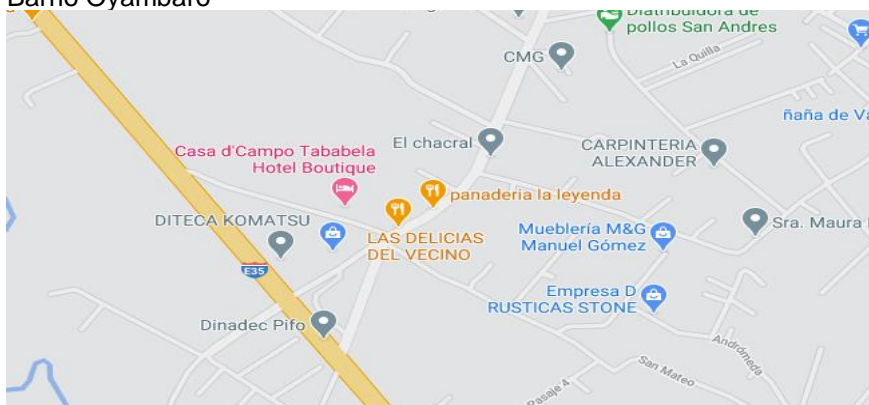 Barrio Oyambaro
Distribuidora de
pollos San Andres
CMG
La Quilla
ñaña de Va
Casa d'Campo Tababela
Hotel Boutique
El chacral
CARPINTERIA
ALEXANDER
panaderia la leyenda
DITECA KOMATSU
LAS DELICIAS
DEL VECINO
Mueblería M&G
Manuel Gómez
Sra. Maura
E35
Empresa D
RUSTICAS STONE
Dinadec Pifo
Andrómeda
San Mateo
Pasaje 4